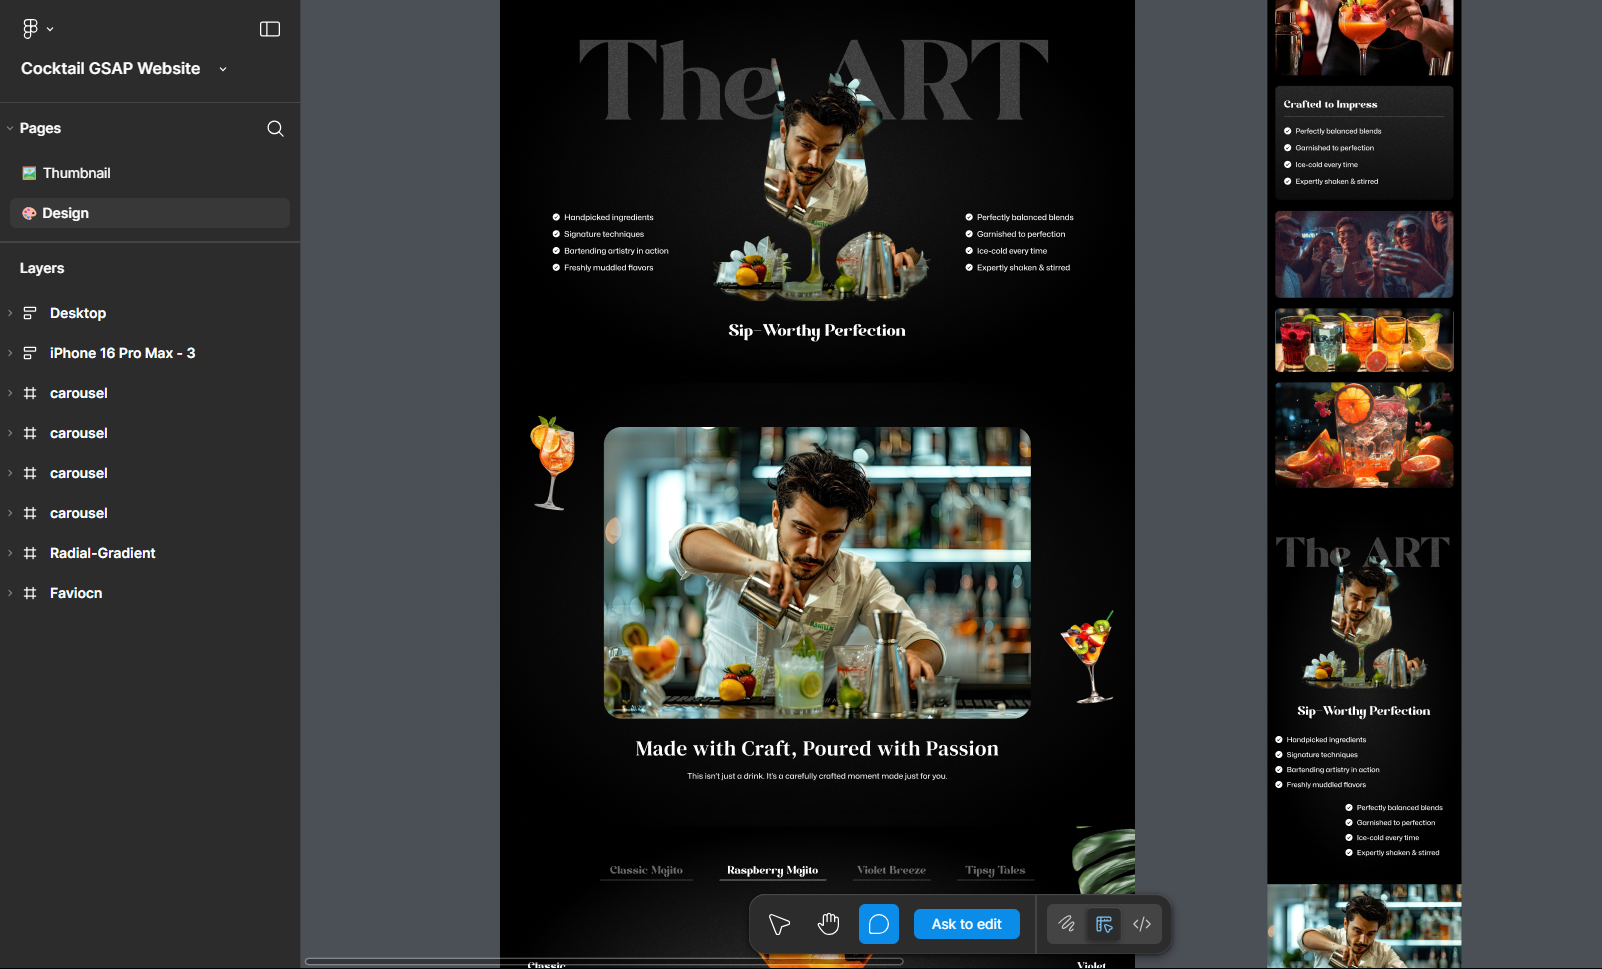 Cocktail GSAP Website
Pages
Thumbnail
Design
Layers
Desktop
iPhone 16 Pro Max - 3
carousel
carousel
carousel
carousel
Radial-Gradient
Faviocn
The ART
Handpicked ingredients
Signature techniques
Bartending artistry in action
Freshly muddled flavors
Perfectly balanced blends
Garnished to perfection
Ice-cold every time
Expertly shaken & stirred
Sip-Worthy Perfection
Made with Craft, Poured with Passion
This isn't just a drink. It's a carefully crafted moment made just for you.
Classic Mojito
Raspberry Mojito
Violet Breeze
Tipsy Tales
Classic
Violet
Ask to edit
Crafted to Impress
Perfectly balanced blends
Garnished to perfection
Ice-cold every time
Expertly shaken & stirred
The ART
Sip-Worthy Perfection
Handpicked ingredients
Signature techniques
Bartending artistry in action
Freshly muddled flavors
Perfectly balanced blends
Garnished to perfection
Ice-cold every time
Expertly shaken & stirred